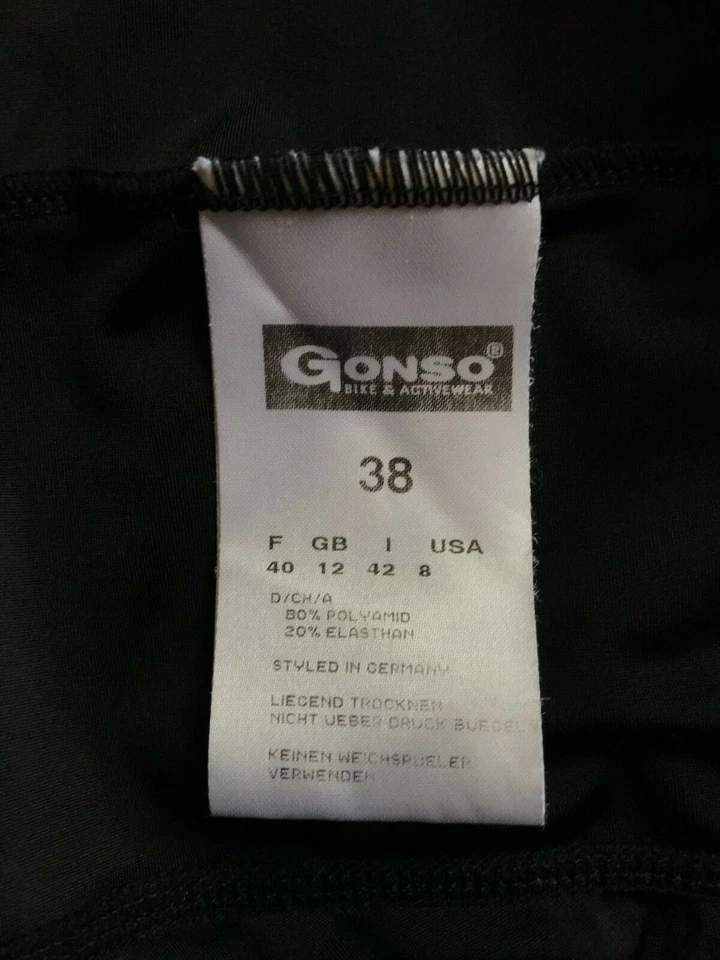 GONSO®
BIKE & ACTIVEWEAR
38
F GB I USA
40 12 42 8
D/CH/A
80% POLYAMID
20% ELASTHAN
STYLED IN GERMANY
LIEGEND TROCKNEN
NICHT UEBER DRUCK BUEGELN
KEINEN WEICHSPUELER
VERWENDEN